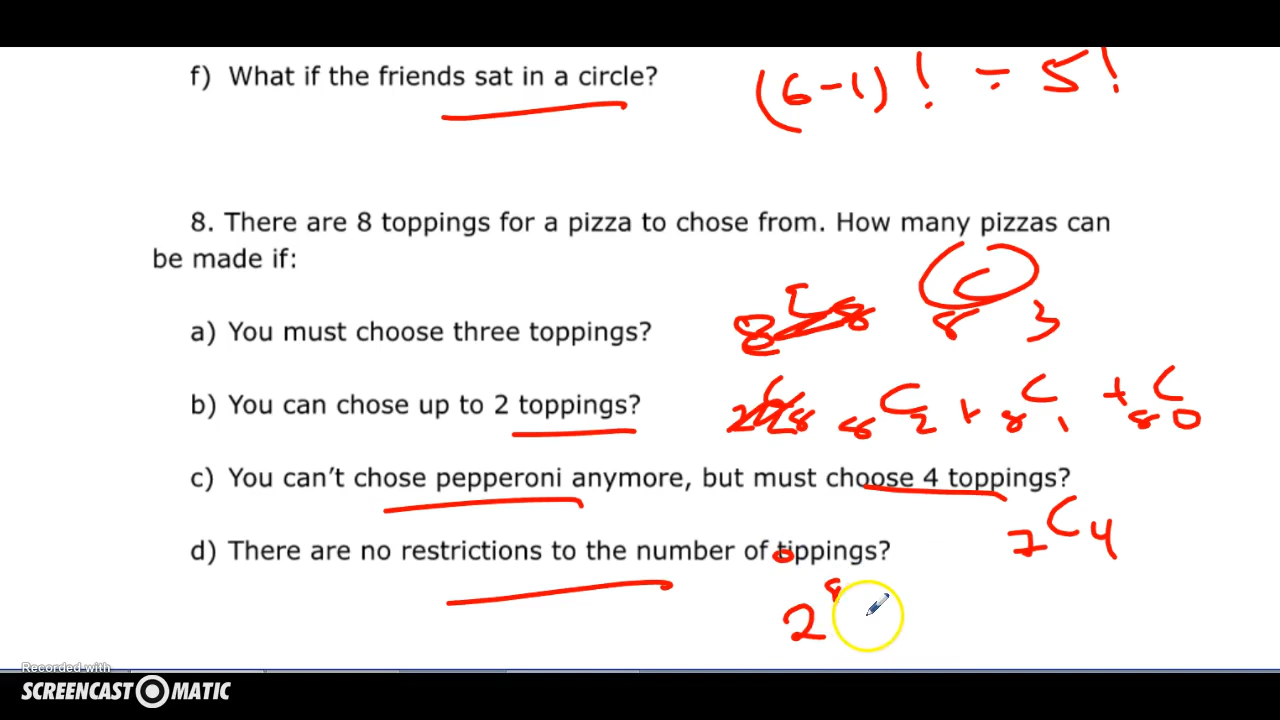 f) What if the friends sat in a circle? (6-1)! = 5!
8. There are 8 toppings for a pizza to chose from. How many pizzas can
be made if:
a) You must choose three toppings? 8C3
b) You can chose up to 2 toppings? 8C2 + 8C1 + 8C0
c) You can't chose pepperoni anymore, but must choose 4 toppings?
7C4
d) There are no restrictions to the number of tippings?
2^8
Recorded with
SCREENCAST MATIC